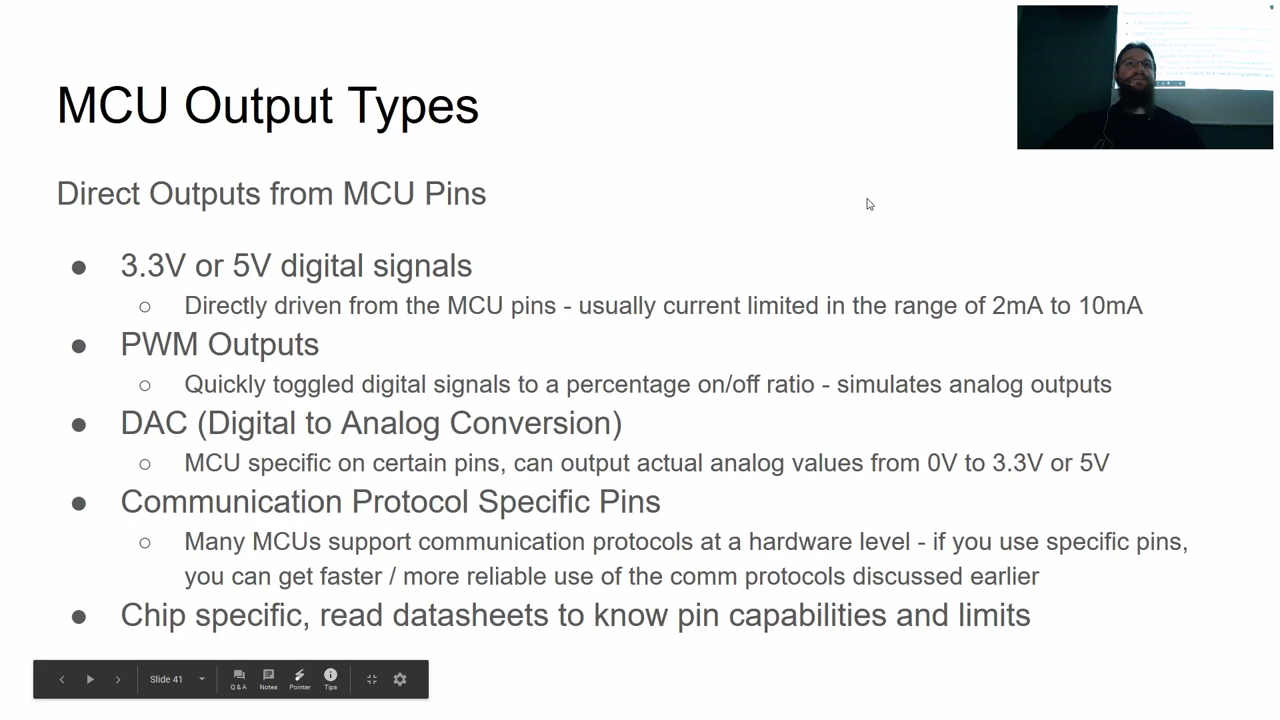 MCU Output Types
Direct Outputs from MCU Pins
● 3.3V or 5V digital signals
○ Directly driven from the MCU pins - usually current limited in the range of 2mA to 10mA
● PWM Outputs
○ Quickly toggled digital signals to a percentage on/off ratio - simulates analog outputs
● DAC (Digital to Analog Conversion)
○ MCU specific on certain pins, can output actual analog values from 0V to 3.3V or 5V
● Communication Protocol Specific Pins
○ Many MCUs support communication protocols at a hardware level - if you use specific pins,
you can get faster / more reliable use of the comm protocols discussed earlier
● Chip specific, read datasheets to know pin capabilities and limits
Slide 41
Q & A Notes Pointer Tips